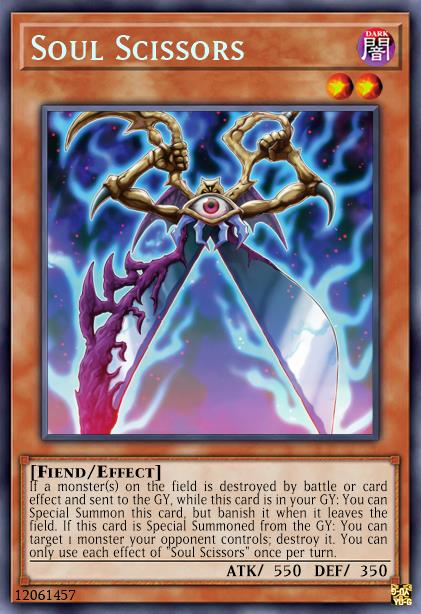 Soul Scissors
DARK
闇
[Fiend/Effect]
If a monster(s) on the field is destroyed by battle or card
effect and sent to the GY, while this card is in your GY: You can
Special Summon this card, but banish it when it leaves the
field. If this card is Special Summoned from the GY: You can
target 1 monster your opponent controls; destroy it. You can
only use each effect of "Soul Scissors" once per turn.
ATK/ 550 DEF/ 350
12061457